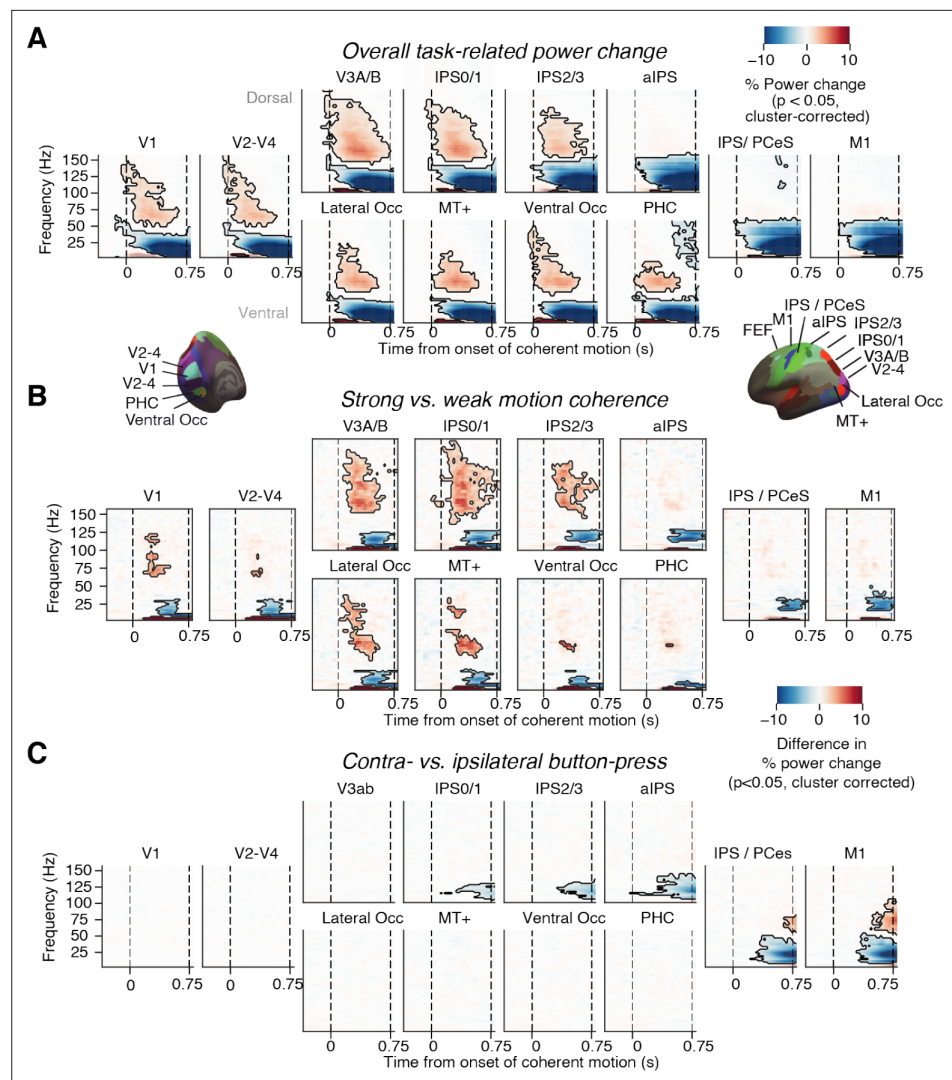 A
Overall task-related power change
−10 0 10
% Power change
(p < 0.05,
cluster-corrected)
Dorsal
V3A/B IPS0/1 IPS2/3 aIPS
V1 V2-V4
IPS/ PCeS M1
Frequency (Hz)
150
125
100
75
50
25
0 0.75 0 0.75
Lateral Occ MT+ Ventral Occ PHC
Ventral
0 0.75 0 0.75 0 0.75 0 0.75
Time from onset of coherent motion (s)
0 0.75 0 0.75
V2-4
V1
V2-4
PHC
Ventral Occ
IPS / PCeS
M1
FEF
aIPS
IPS2/3
IPS0/1
V3A/B
V2-4
Lateral Occ
MT+
B
Strong vs. weak motion coherence
V3A/B IPS0/1 IPS2/3 aIPS
V1 V2-V4
IPS / PCeS M1
Frequency (Hz)
150
125
100
75
50
25
0 0.75 0 0.75
Lateral Occ MT+ Ventral Occ PHC
0 0.75 0 0.75 0 0.75 0 0.75
Time from onset of coherent motion (s)
0 0.75 0 0.75
−10 0 10
Difference in
% power change
(p<0.05, cluster corrected)
C
Contra- vs. ipsilateral button-press
V3ab IPS0/1 IPS2/3 aIPS
V1 V2-V4
IPS / PCes M1
Frequency (Hz)
150
125
100
75
50
25
0 0.75 0 0.75
Lateral Occ MT+ Ventral Occ PHC
0 0.75 0 0.75 0 0.75 0 0.75
Time from onset of coherent motion (s)
0 0.75 0 0.75